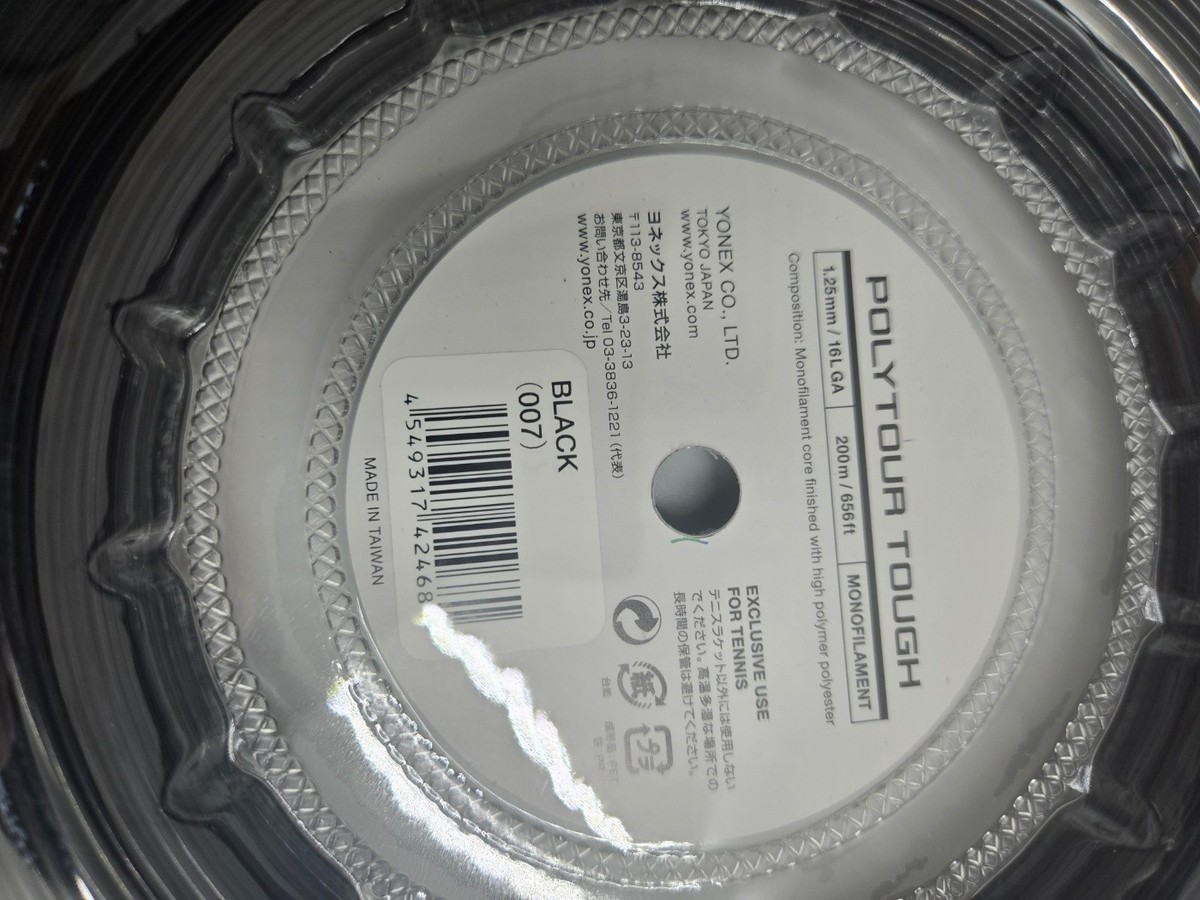 POLYTOUR TOUGH
1.25mm / 16LGA 200m / 656ft MONOFILAMENT
Composition: Monofilament core finished with high polymer polyester
YONEX CO., LTD.
TOKYO JAPAN
www.yonex.com
ヨネックス株式会社
〒113-8543
東京都文京区湯島3-23-13
お問い合わせ先/Tel 03-3836-1221 (代表)
www.yonex.co.jp
EXCLUSIVE USE
FOR TENNIS
テニスラケット以外には使用しない
でください。高温多湿な場所での
長時間の保管は避けてください。
紙
プラ
BLACK
(007)
4 549317 42468
MADE IN TAIWAN